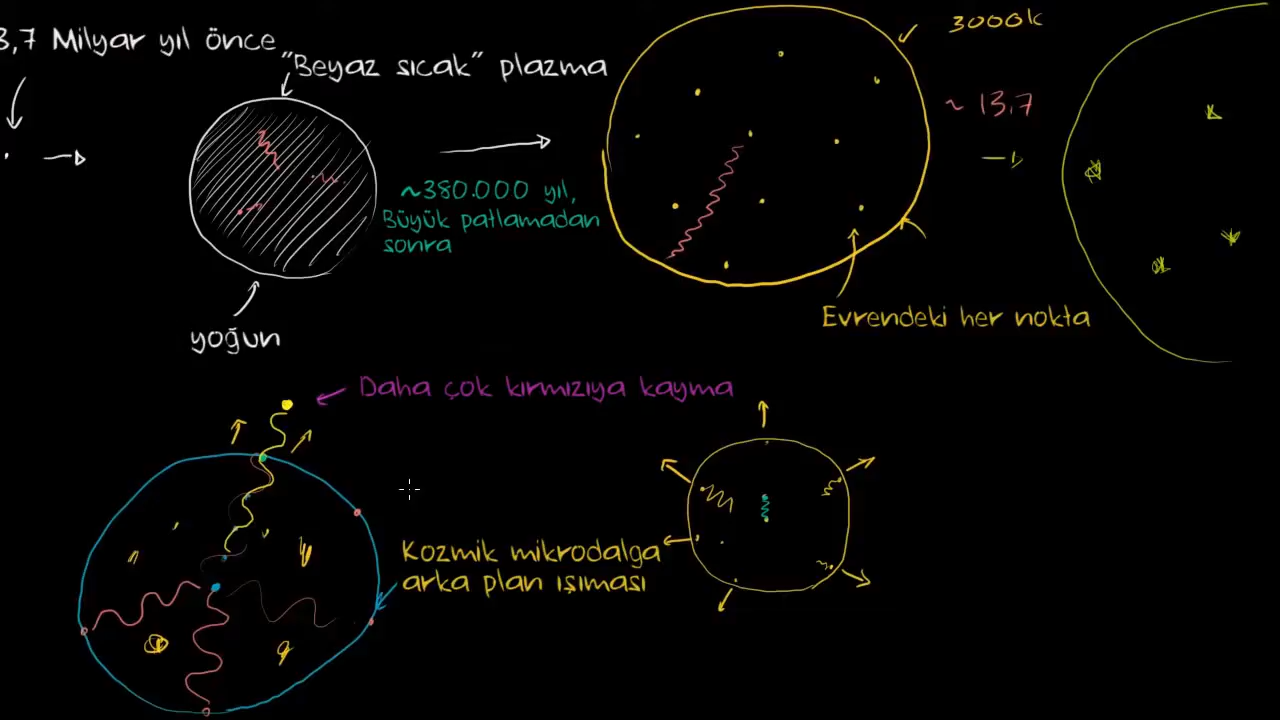 3,7 Milyar yıl önce
"Beyaz sıcak" plazma
3000k
~ 13.7
~380.000 yıl,
Büyük patlamadan
sonra
yoğun
Evrendeki her nokta
Daha çok kırmızıya kayma
Kozmik mikrodalga
arka plan ışıması